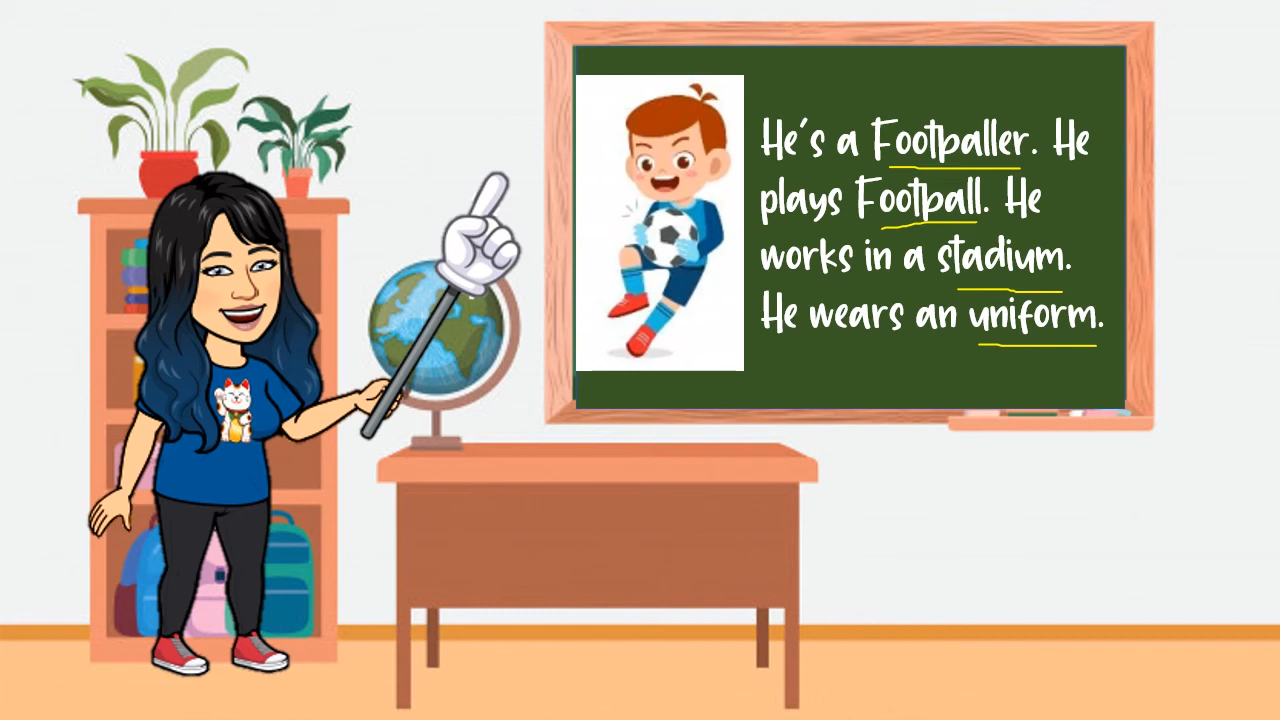 He's a Footballer. He
plays Football. He
works in a stadium.
He wears an uniform.